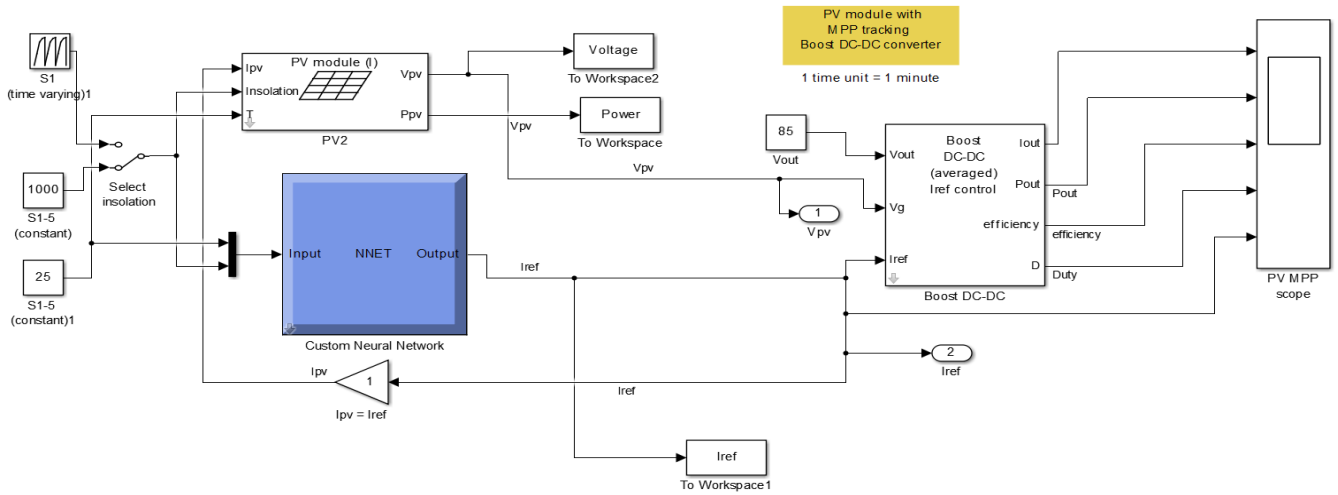 PV module with
MPP tracking
Boost DC-DC converter
1 time unit = 1 minute
S1
(time varying)1
Ipv
Insolation
T
PV module (I)
Vpv
Ppv
PV2
Voltage
To Workspace2
Power
To Workspace
Vpv
Vpv
85
Vout
1
Vpv
Select
insolation
1000
S1-5
(constant)
25
S1-5
(constant)1
Input
NNET
Output
Custom Neural Network
Iref
Vout
Vg
Iref
Boost
DC-DC
(averaged)
Iref control
Iout
Pout
efficiency
D
Boost DC-DC
Pout
efficiency
Duty
PV MPP
scope
2
Iref
Ipv
1
Ipv = Iref
Iref
Iref
To Workspace1